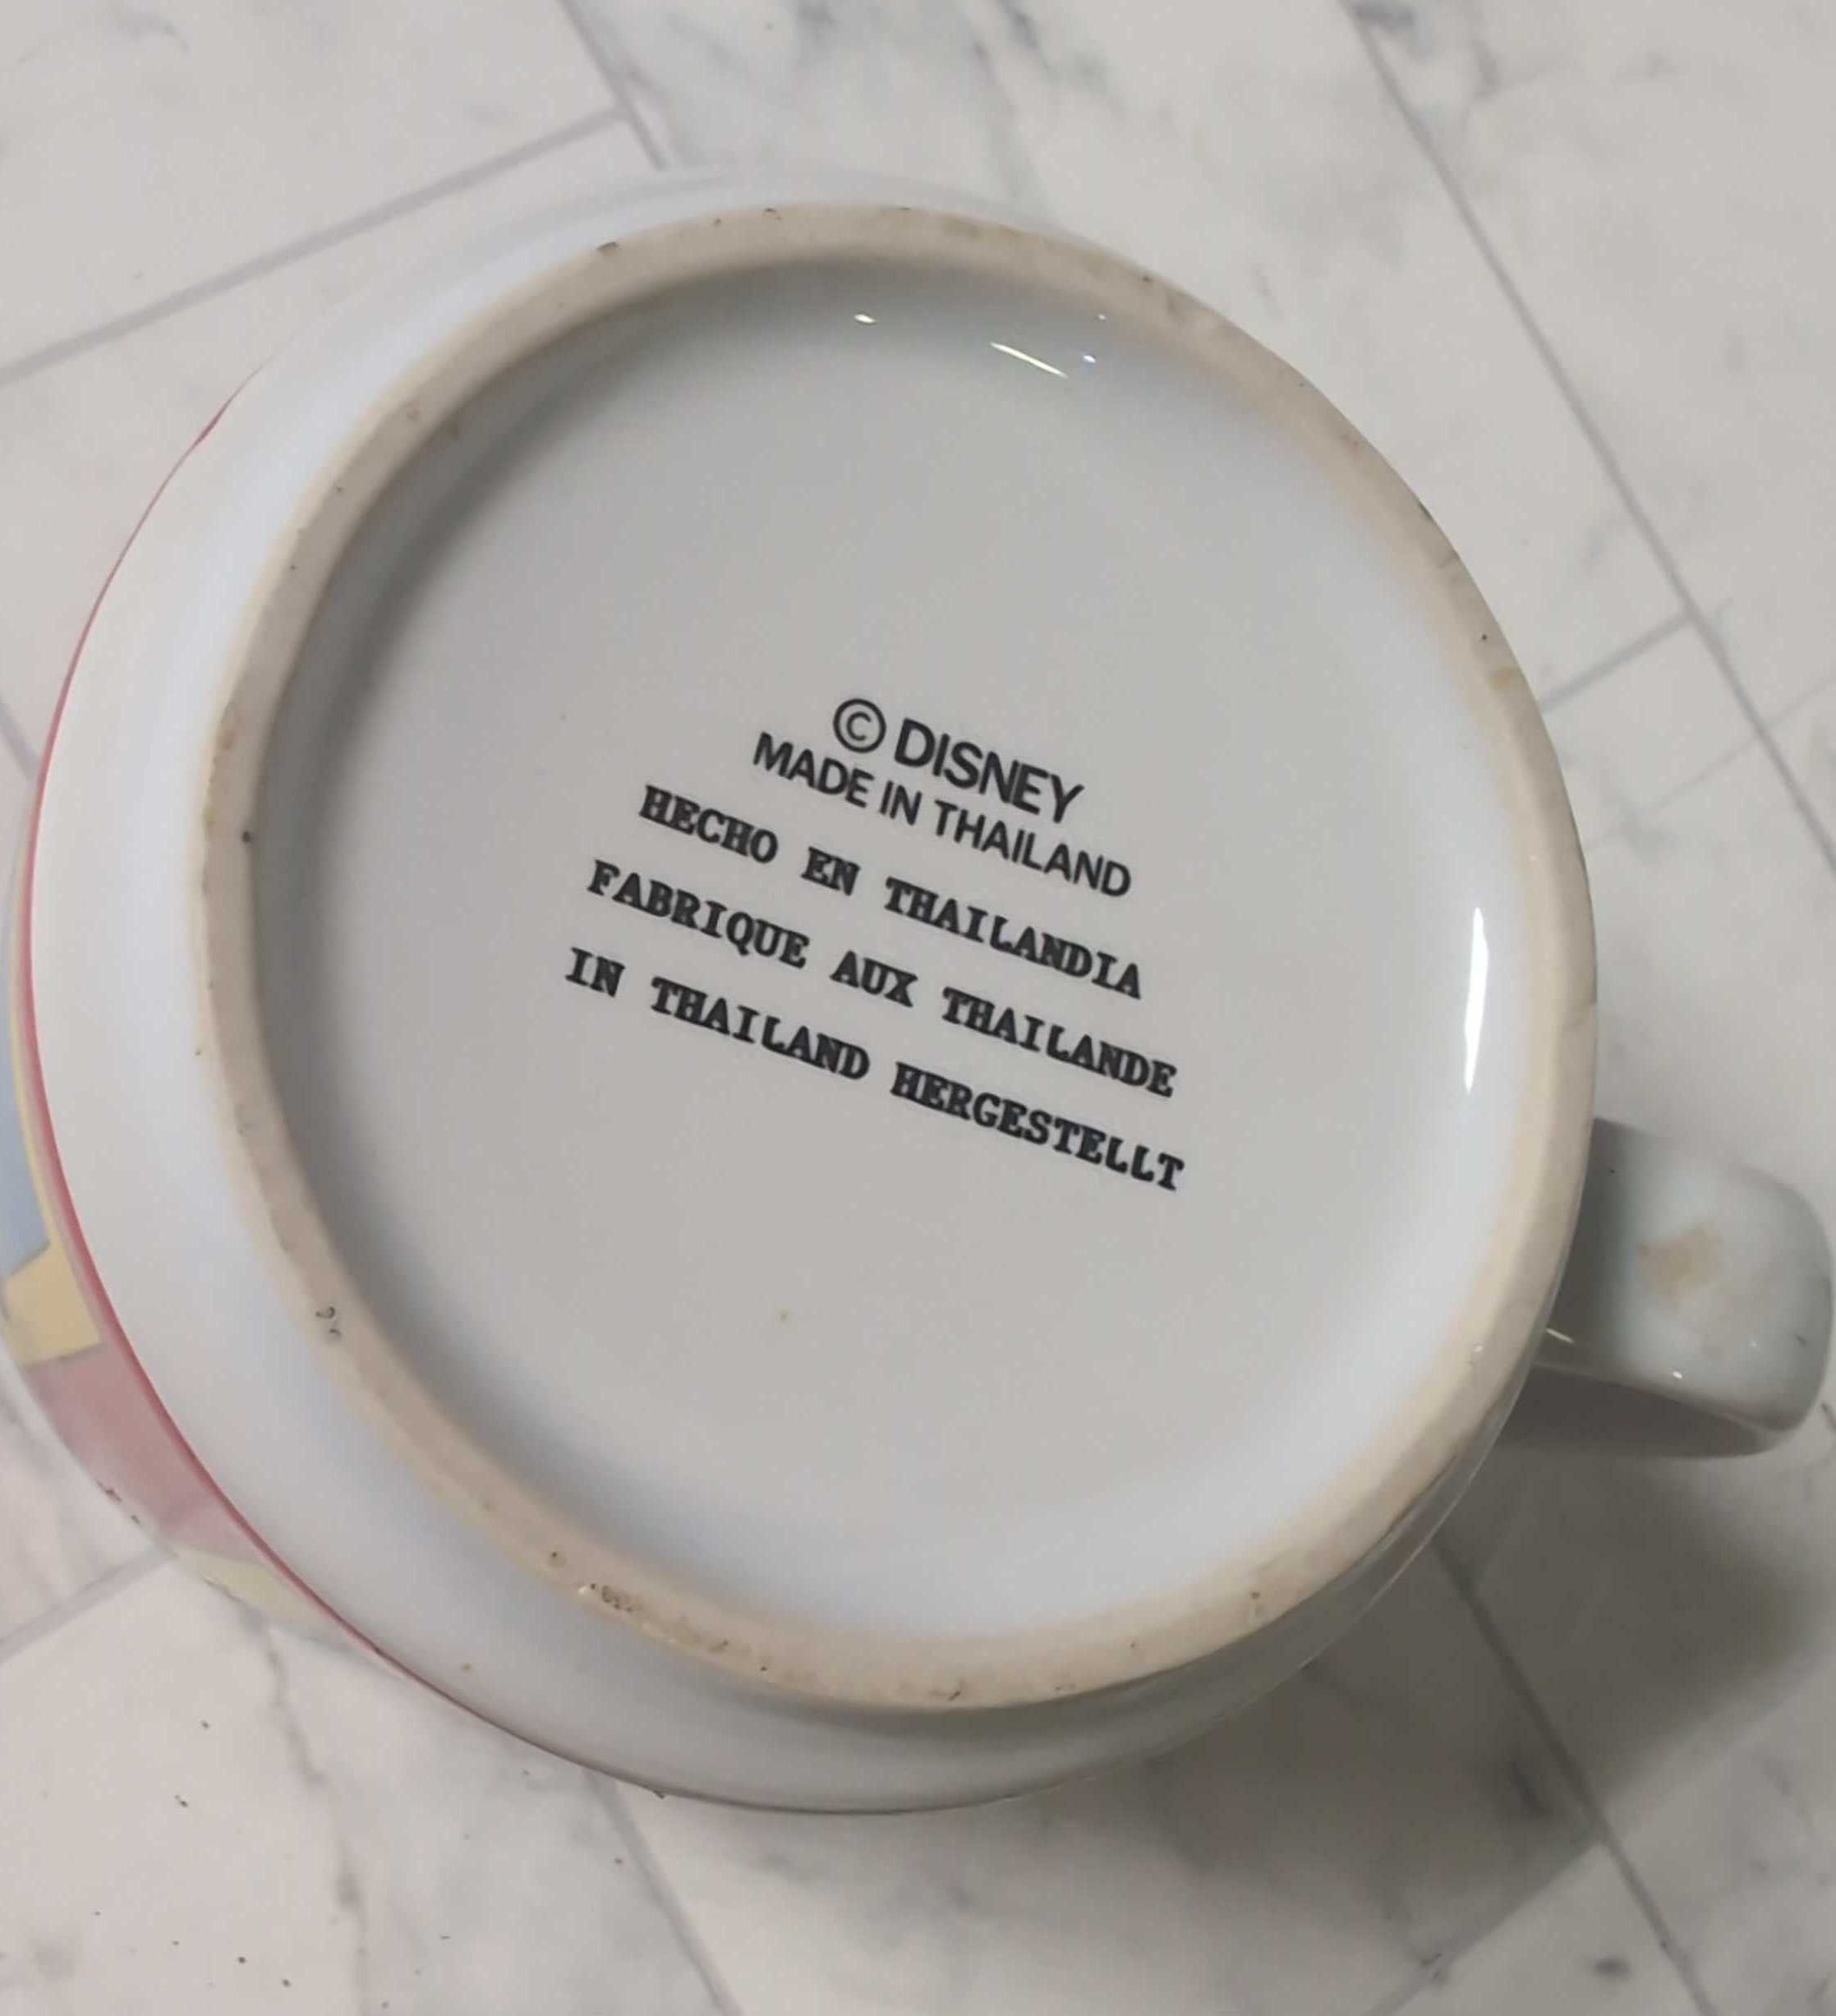 © DISNEY
MADE IN THAILAND
HECHO EN THAILANDIA
FABRIQUE AUX THAILANDE
IN THAILAND HERGESTELLT